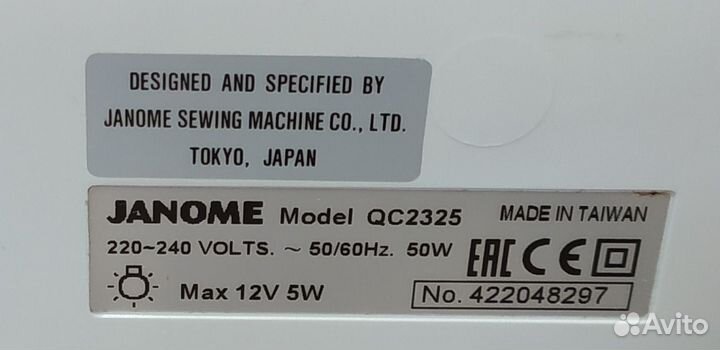 DESIGNED AND SPECIFIED BY
JANOME SEWING MACHINE CO., LTD.
TOKYO, JAPAN
JANOME Model QC2325 MADE IN TAIWAN
220~240 VOLTS. ~ 50/60Hz. 50W EAC CE
Max 12V 5W No. 422048297
Avito